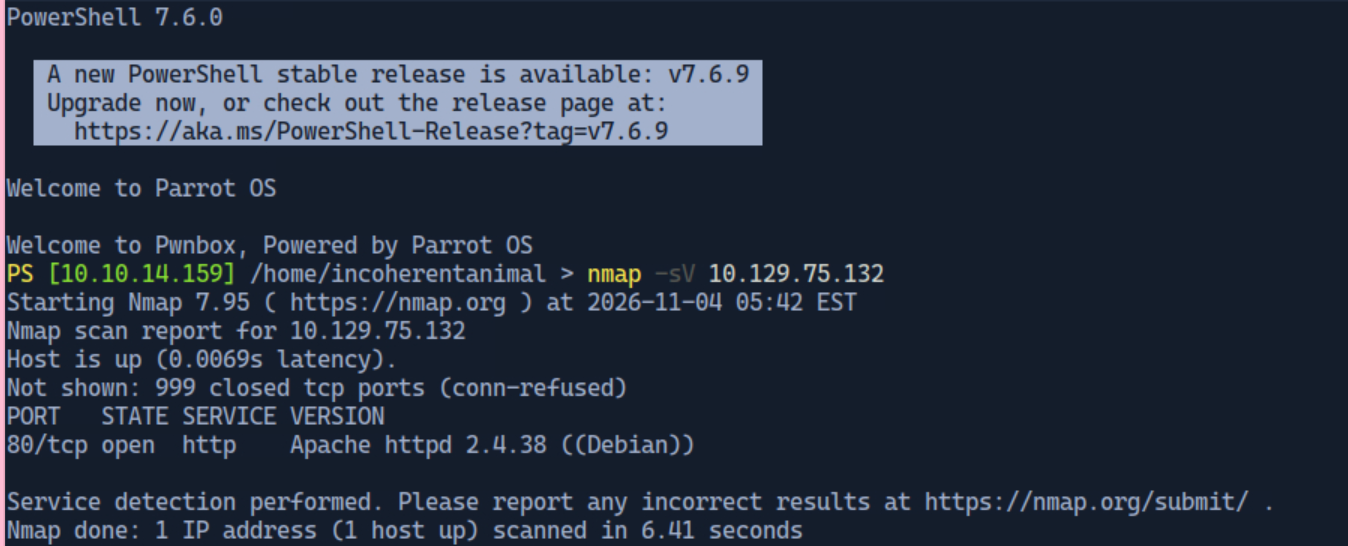 PowerShell 7.6.0
A new PowerShell stable release is available: v7.6.9
Upgrade now, or check out the release page at:
https://aka.ms/PowerShell-Release?tag=v7.6.9
Welcome to Parrot OS
Welcome to Pwnbox, Powered by Parrot OS
PS [10.10.14.159] /home/incoherentanimal > nmap -sV 10.129.75.132
Starting Nmap 7.95 ( https://nmap.org ) at 2026-11-04 05:42 EST
Nmap scan report for 10.129.75.132
Host is up (0.0069s latency).
Not shown: 999 closed tcp ports (conn-refused)
PORT   STATE SERVICE VERSION
80/tcp open  http    Apache httpd 2.4.38 ((Debian))
Service detection performed. Please report any incorrect results at https://nmap.org/submit/ .
Nmap done: 1 IP address (1 host up) scanned in 6.41 seconds